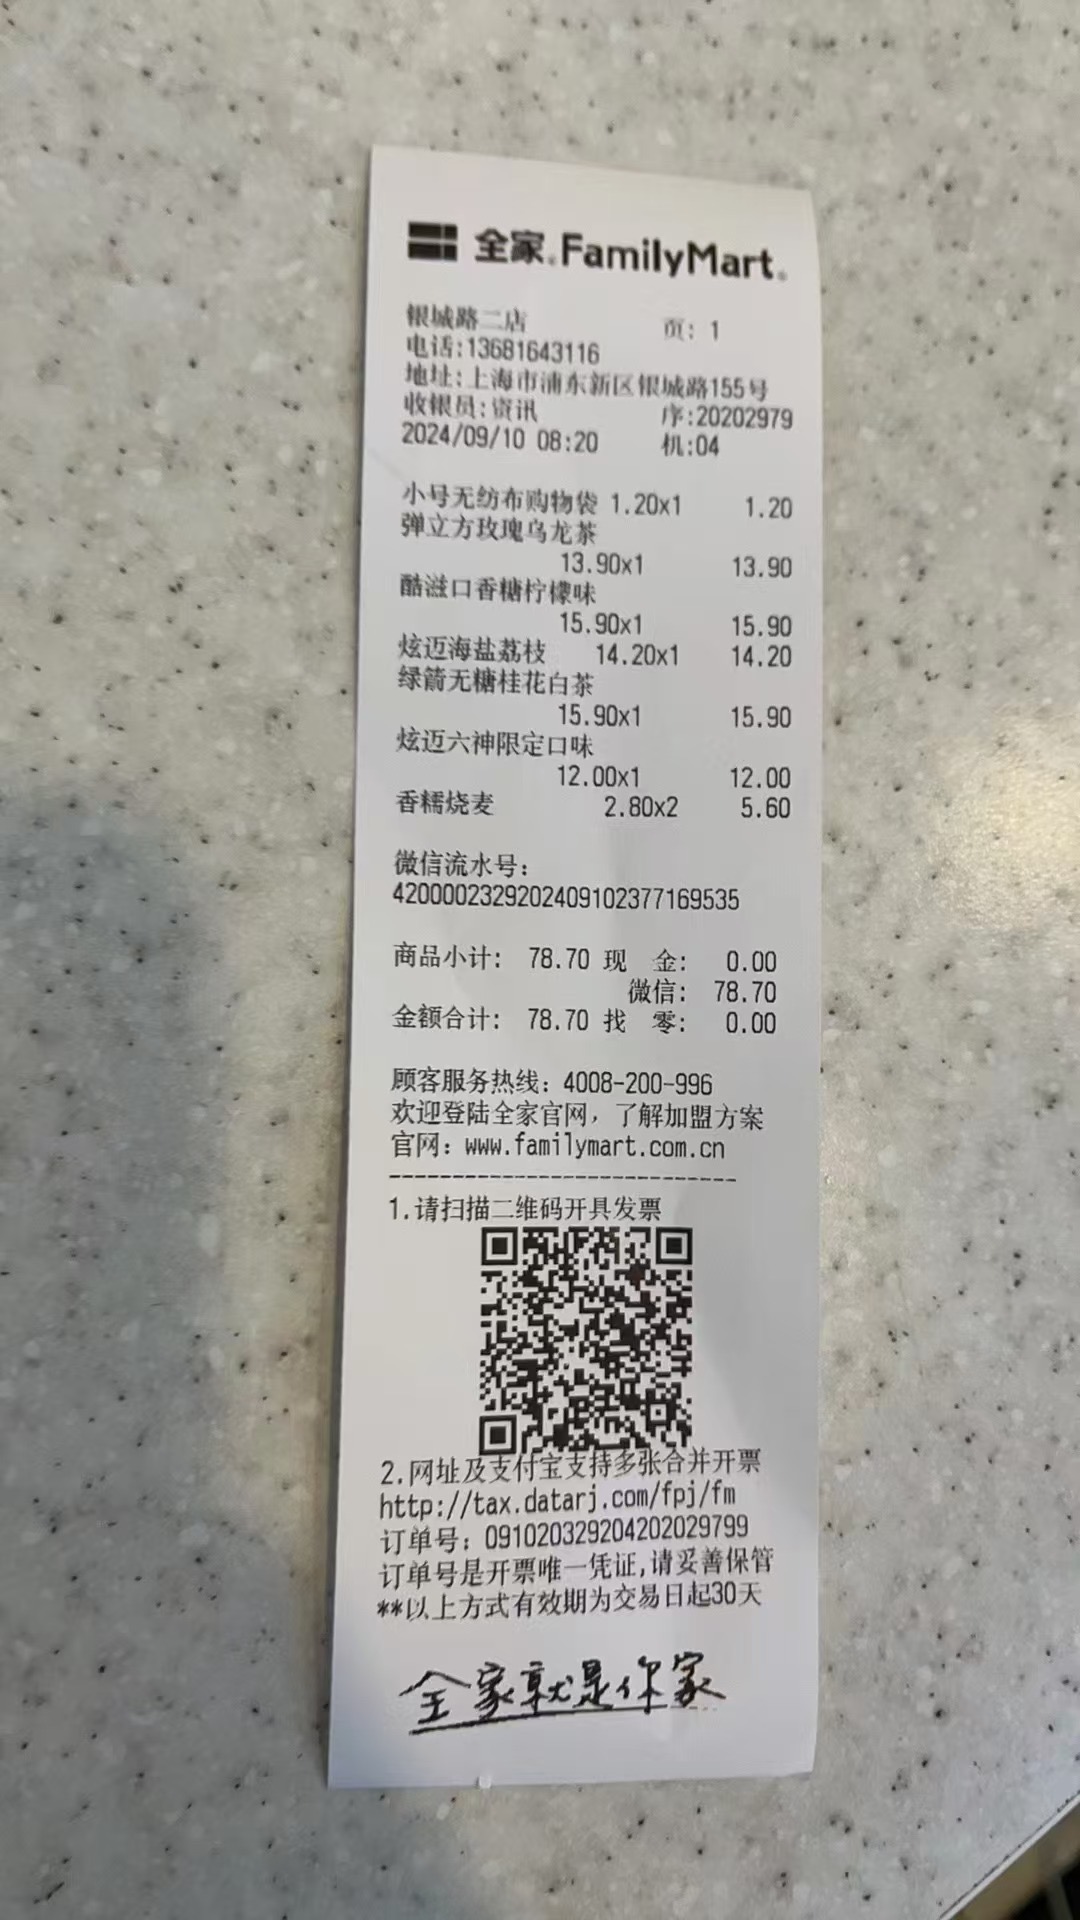 全家 FamilyMart
银城路二店 页: 1
电话:13681643116
地址:上海市浦东新区银城路155号
收银员:资讯 序:20202979
2024/09/10 08:20 机:04
小号无纺布购物袋 1.20x1 1.20
弹立方玫瑰乌龙茶
13.90x1 13.90
酷滋口香糖柠檬味
15.90x1 15.90
炫迈海盐荔枝 14.20x1 14.20
绿箭无糖桂花白茶
15.90x1 15.90
炫迈六神限定口味
12.00x1 12.00
香糯烧麦 2.80x2 5.60
微信流水号:
4200002329202409102377169535
商品小计: 78.70 现 金: 0.00
微信: 78.70
金额合计: 78.70 找 零: 0.00
顾客服务热线: 4008-200-996
欢迎登陆全家官网, 了解加盟方案
官网: www.familymart.com.cn
1.请扫描二维码开具发票
2.网址及支付宝支持多张合并开票
http://tax.datarj.com/fpj/fm
订单号: 091020329204202029799
订单号是开票唯一凭证,请妥善保管
**以上方式有效期为交易日起30天
全家就是你家